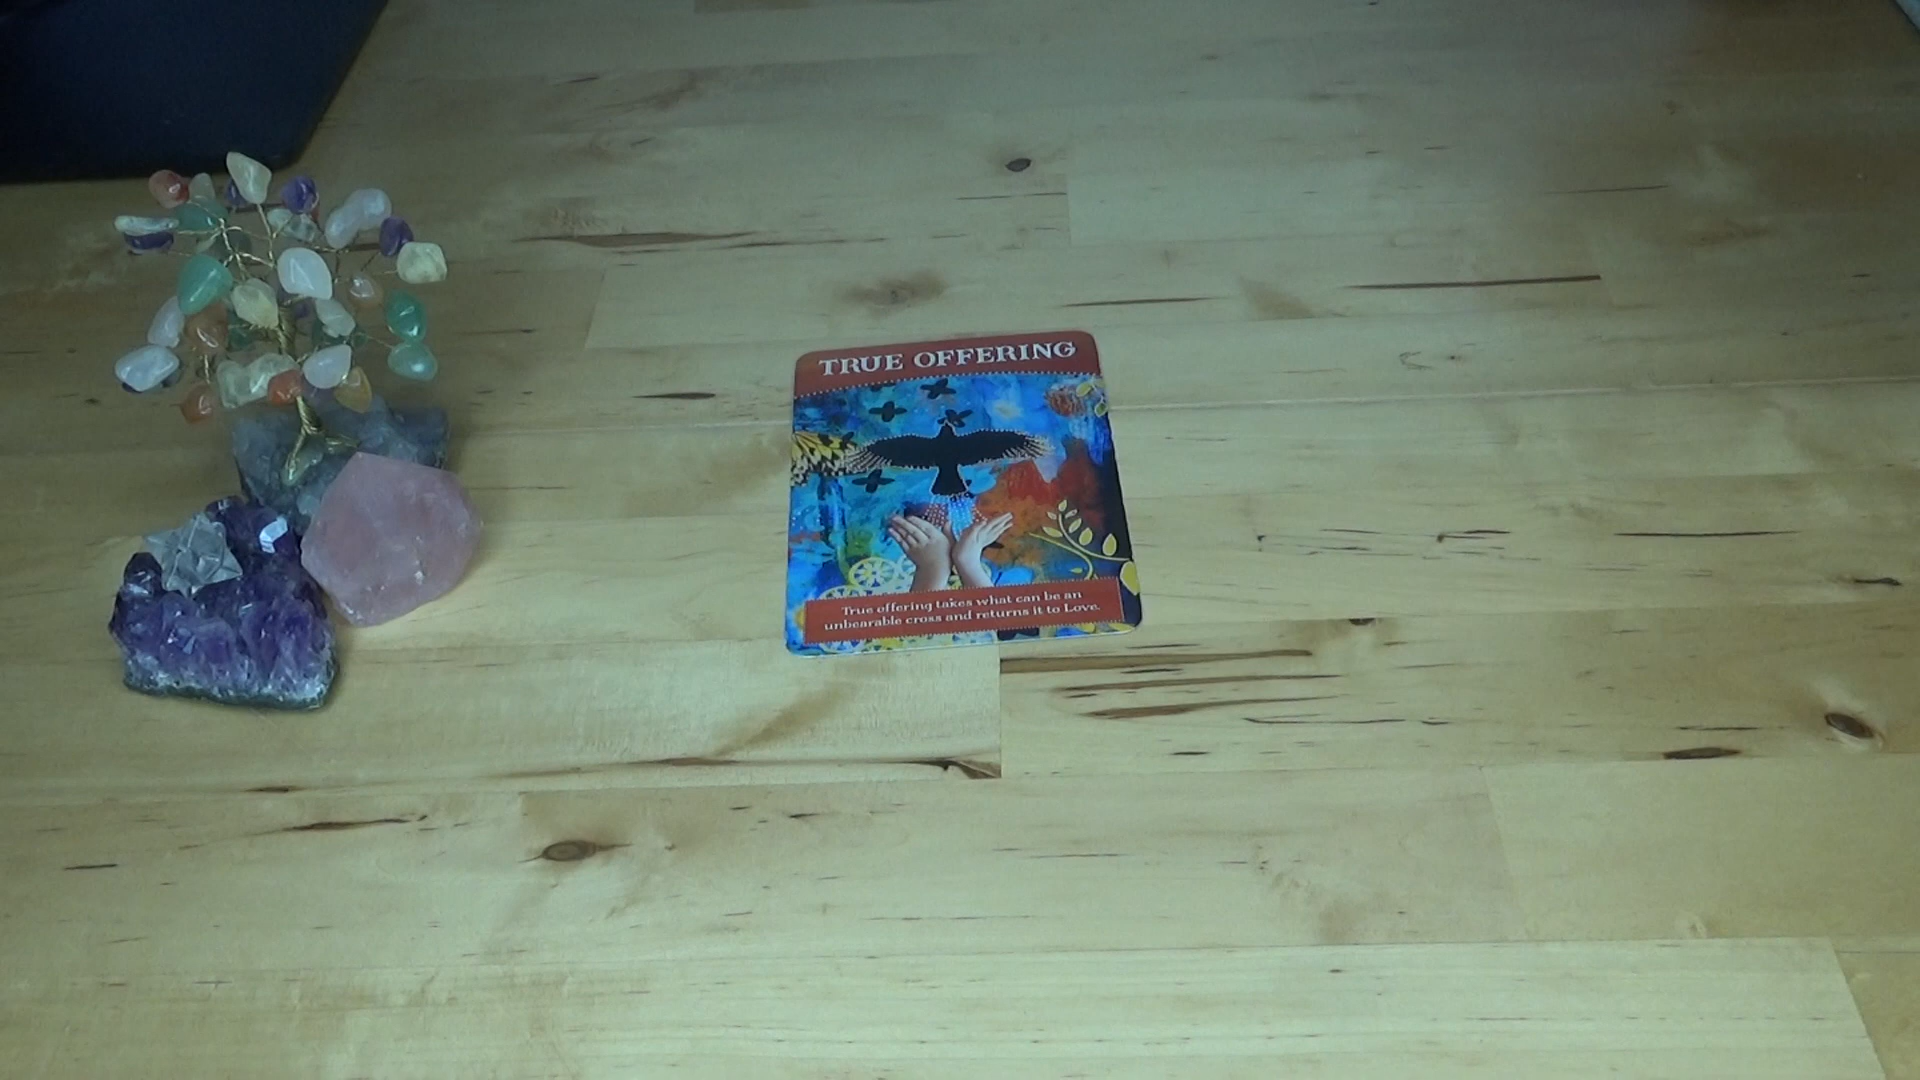 TRUE OFFERING
True offering takes what can be an
unbearable cross and returns it to Love.